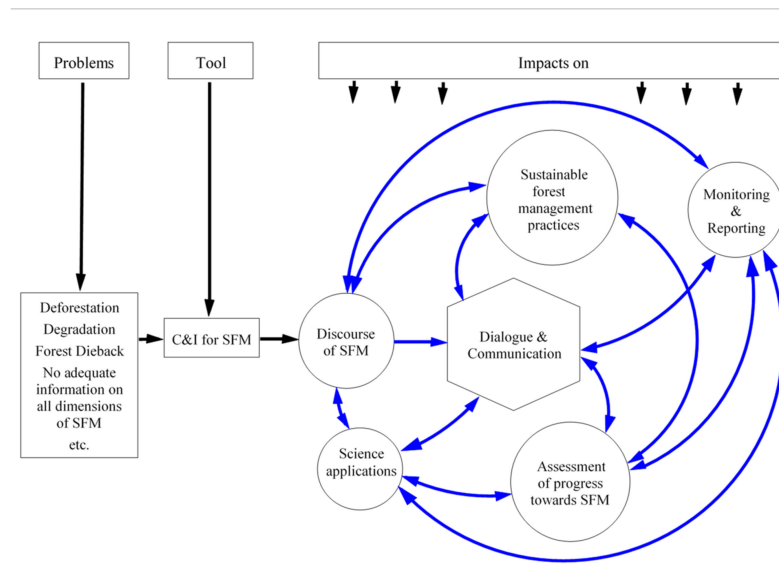 Problems
Tool
Impacts on
Sustainable
forest
management
practices
Monitoring
&
Reporting
Deforestation
Degradation
Forest Dieback
No adequate
information on
all dimensions
of SFM
etc.
C&I for SFM
Discourse
of SFM
Dialogue &
Communication
Science
applications
Assessment
of progress
towards SFM